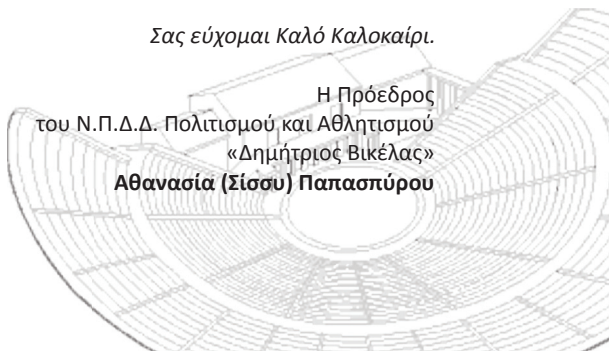 Σας εύχομαι Καλό Καλοκαίρι.
Η Πρόεδρος
του Ν.Π.Δ.Δ. Πολιτισμού και Αθλητισμού
«Δημήτριος Βικέλας»
Αθανασία (Σίσσυ) Παπασπύρου